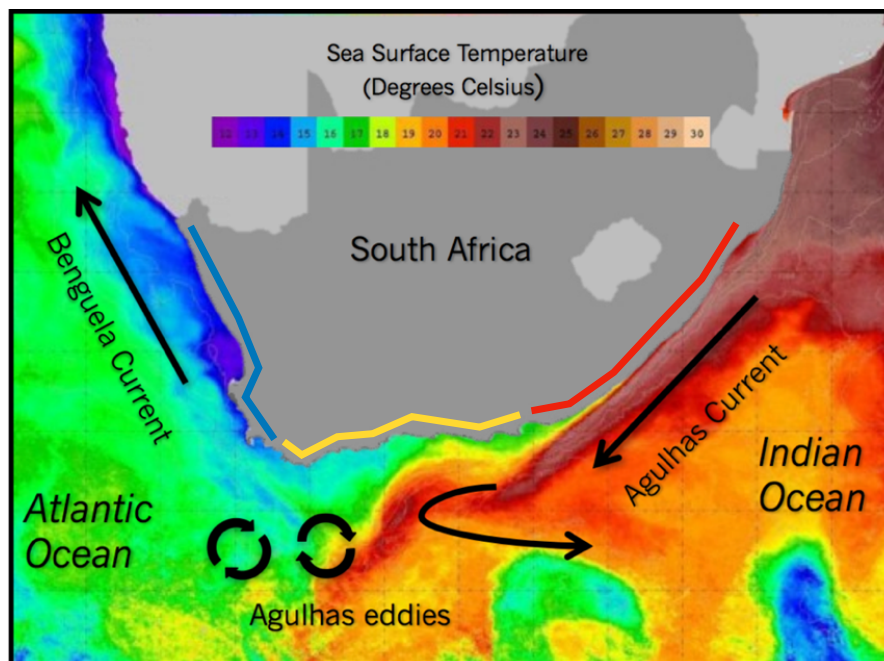 Sea Surface Temperature
(Degrees Celsius)
12 13 14 15 16 17 18 19 20 21 22 23 24 25 26 27 28 29 30
South Africa
Benguela Current
Agulhas Current
Indian
Ocean
Atlantic
Ocean
Agulhas eddies